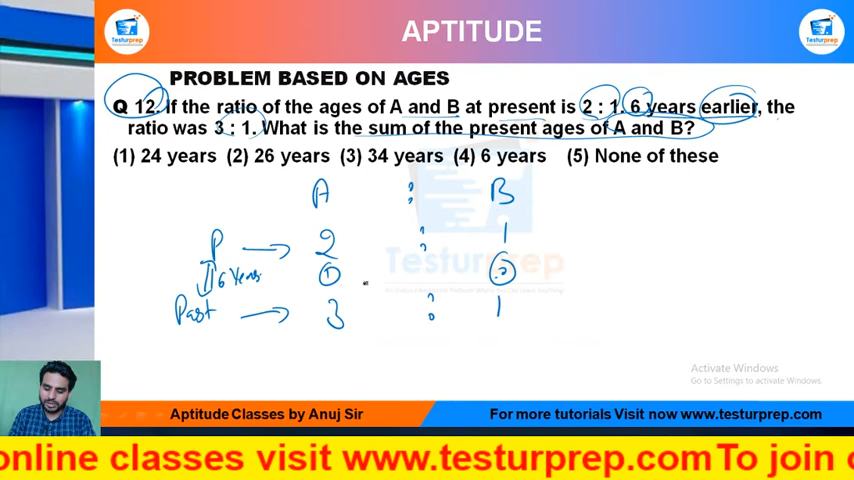 Testurprep
APTITUDE
Testurprep
PROBLEM BASED ON AGES
Q 12. If the ratio of the ages of A and B at present is 2 : 1. 6 years earlier, the
ratio was 3 : 1. What is the sum of the present ages of A and B?
(1) 24 years (2) 26 years (3) 34 years (4) 6 years (5) None of these
A : B
P → 2 : 1
6 Years 1 0
Past → 3 : 1
Testurprep
Activate Windows
Go to Settings to activate Windows.
Aptitude Classes by Anuj Sir
For more tutorials Visit now www.testurprep.com
online classes visit www.testurprep.com To join